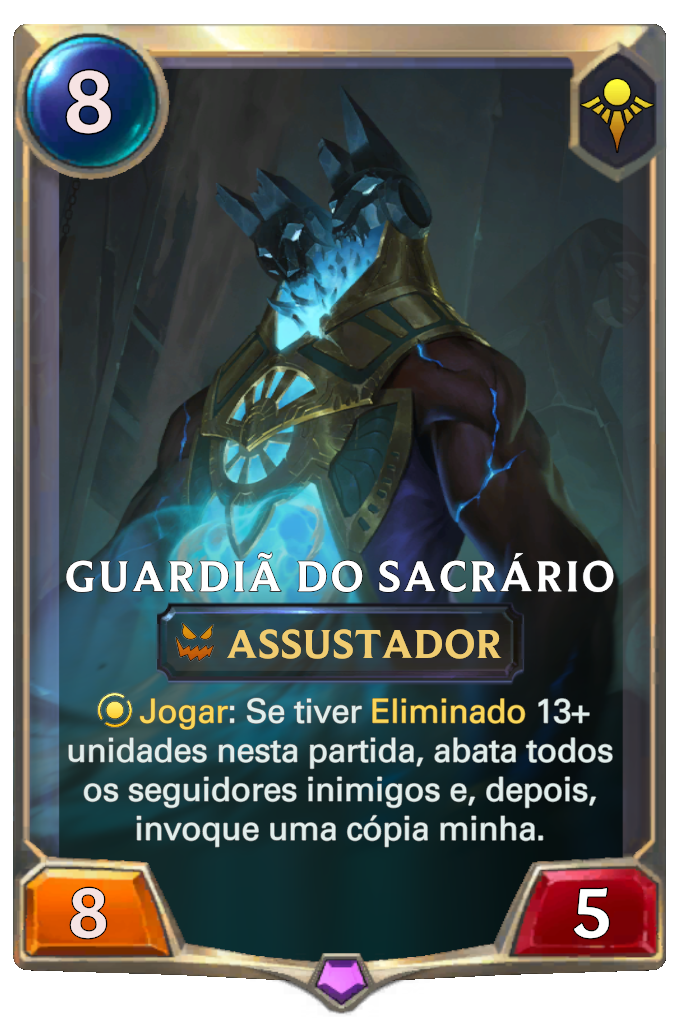 8
GUARDIÃ DO SACRÁRIO
ASSUSTADOR
Jogar: Se tiver Eliminado 13+
unidades nesta partida, abata todos
os seguidores inimigos e, depois,
invoque uma cópia minha.
8
5